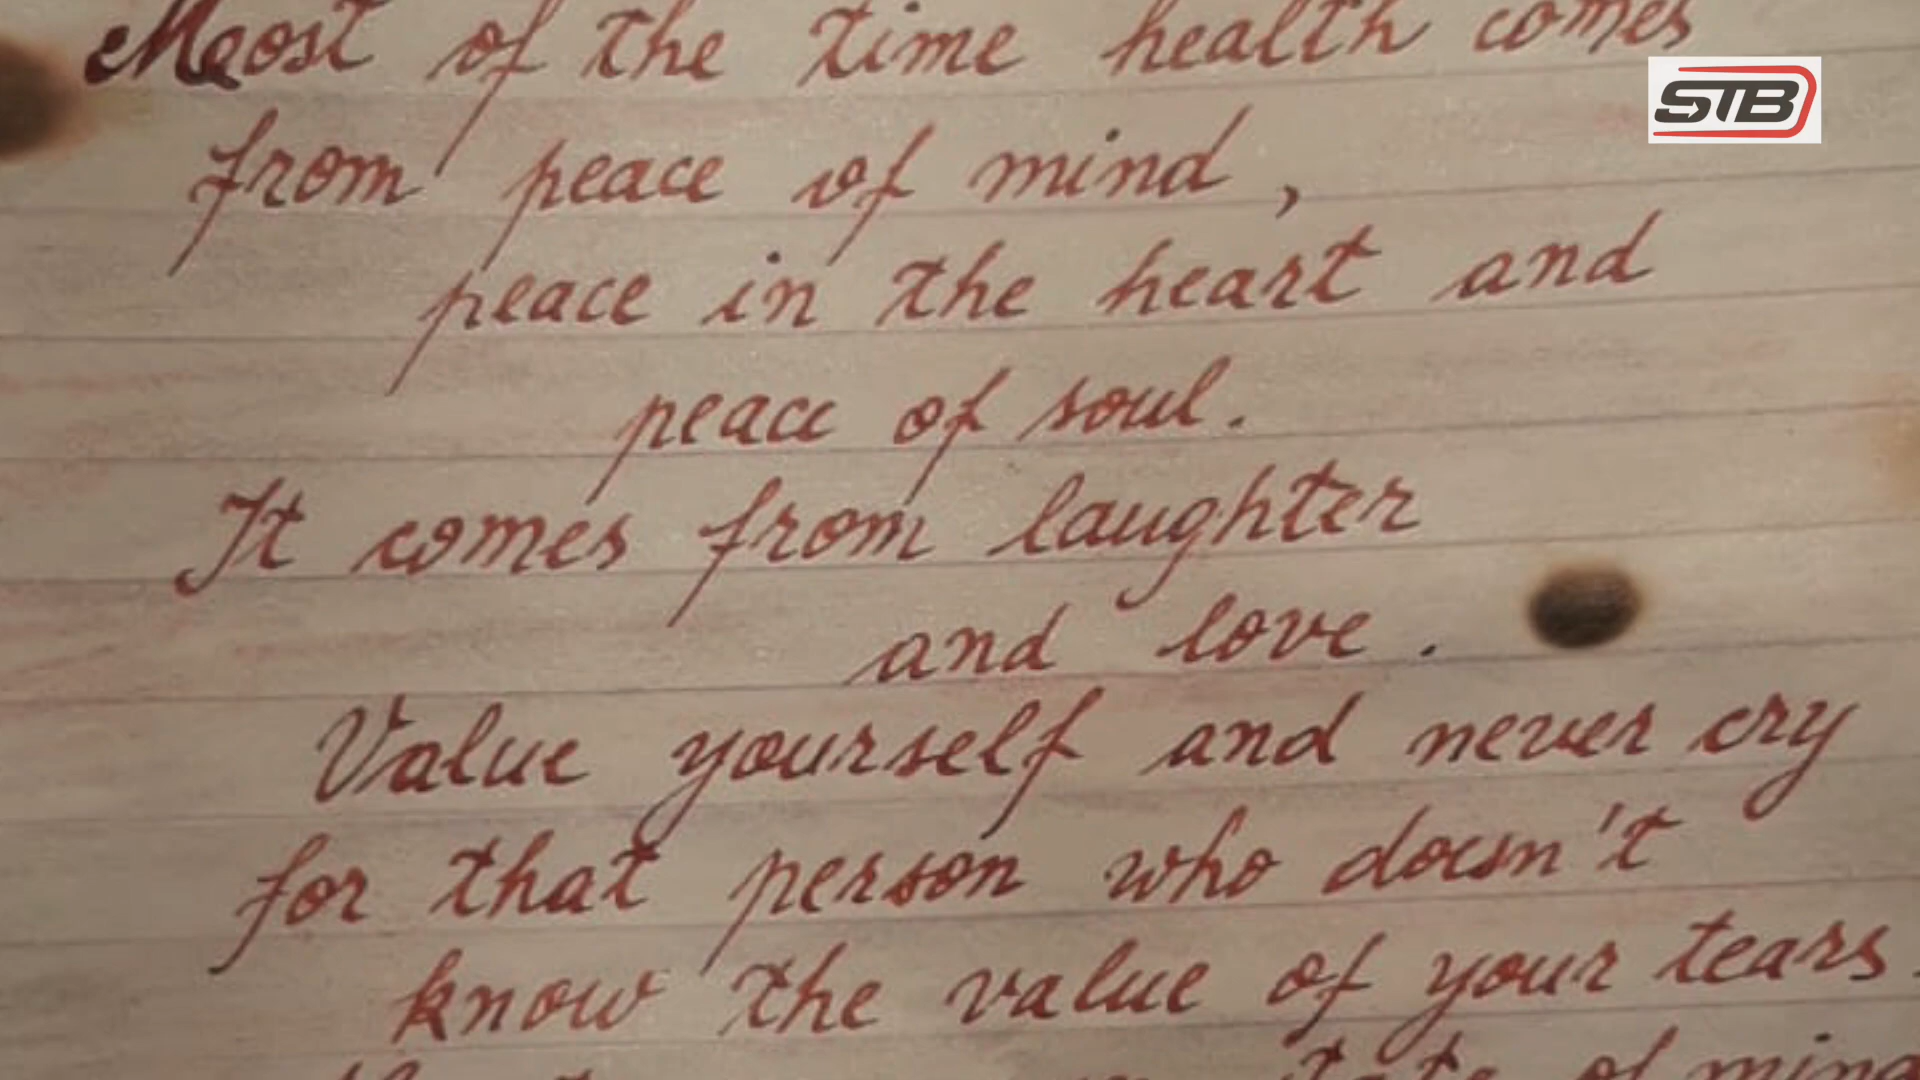 Most of the time health comes
STB
from peace of mind,
peace in the heart and
peace of soul.
It comes from laughter
and love.
Value yourself and never cry
for that person who doesn't
know the value of your tears.
of mind